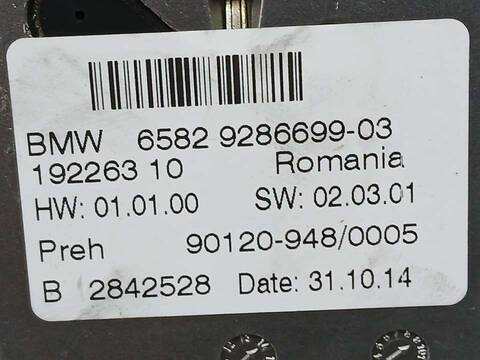 BMW 6582 9286699-03
192263 10 Romania
HW: 01.01.00 SW: 02.03.01
Preh 90120-948/0005
B 2842528 Date: 31.10.14